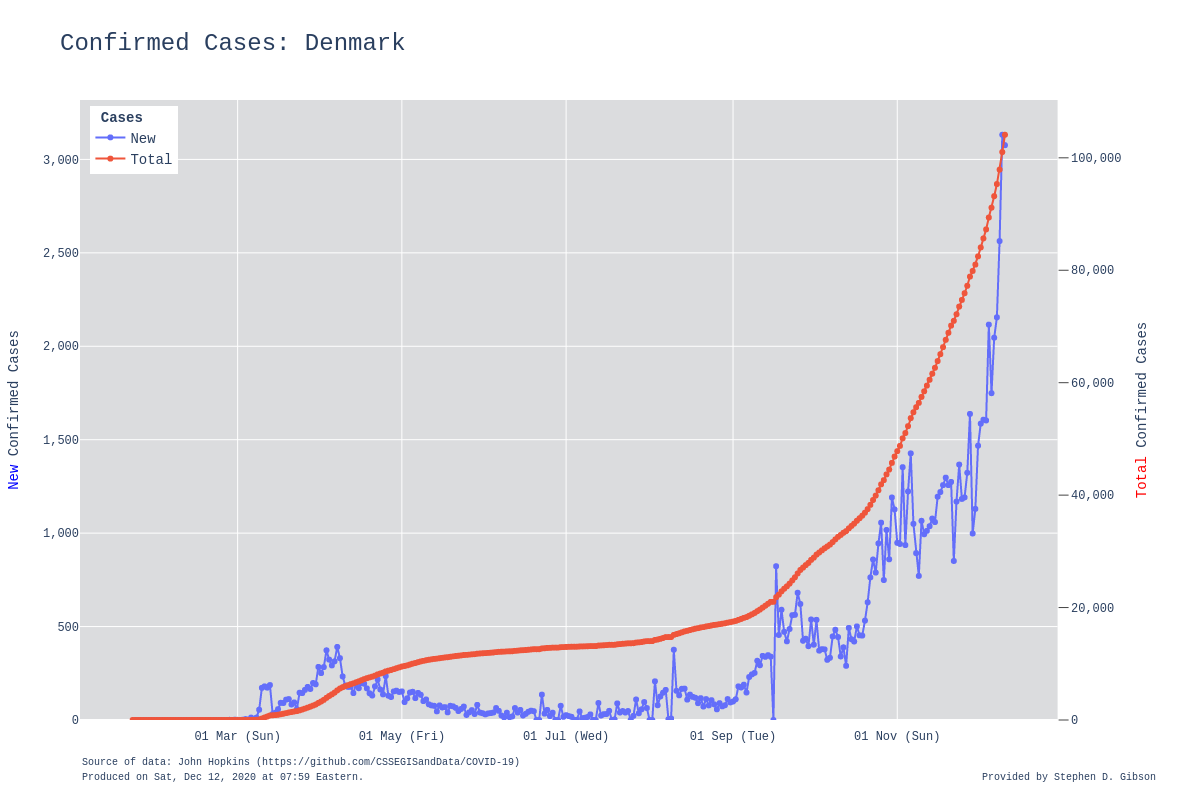 Confirmed Cases: Denmark
Cases
New
Total
3,000
2,500
2,000
1,500
1,000
500
0
100,000
80,000
60,000
40,000
20,000
0
New Confirmed Cases
Total Confirmed Cases
01 Mar (Sun)
01 May (Fri)
01 Jul (Wed)
01 Sep (Tue)
01 Nov (Sun)
Source of data: John Hopkins (https://github.com/CSSEGISandData/COVID-19)
Produced on Sat, Dec 12, 2020 at 07:59 Eastern.
Provided by Stephen D. Gibson